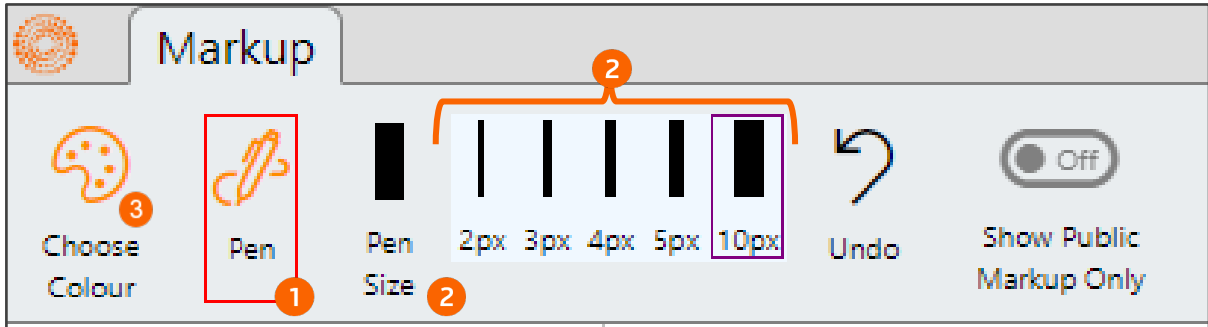 Markup
2
3
Choose
Colour
Pen
1
Pen
Size
2
2px 3px 4px 5px 10px
Undo
Off
Show Public
Markup Only